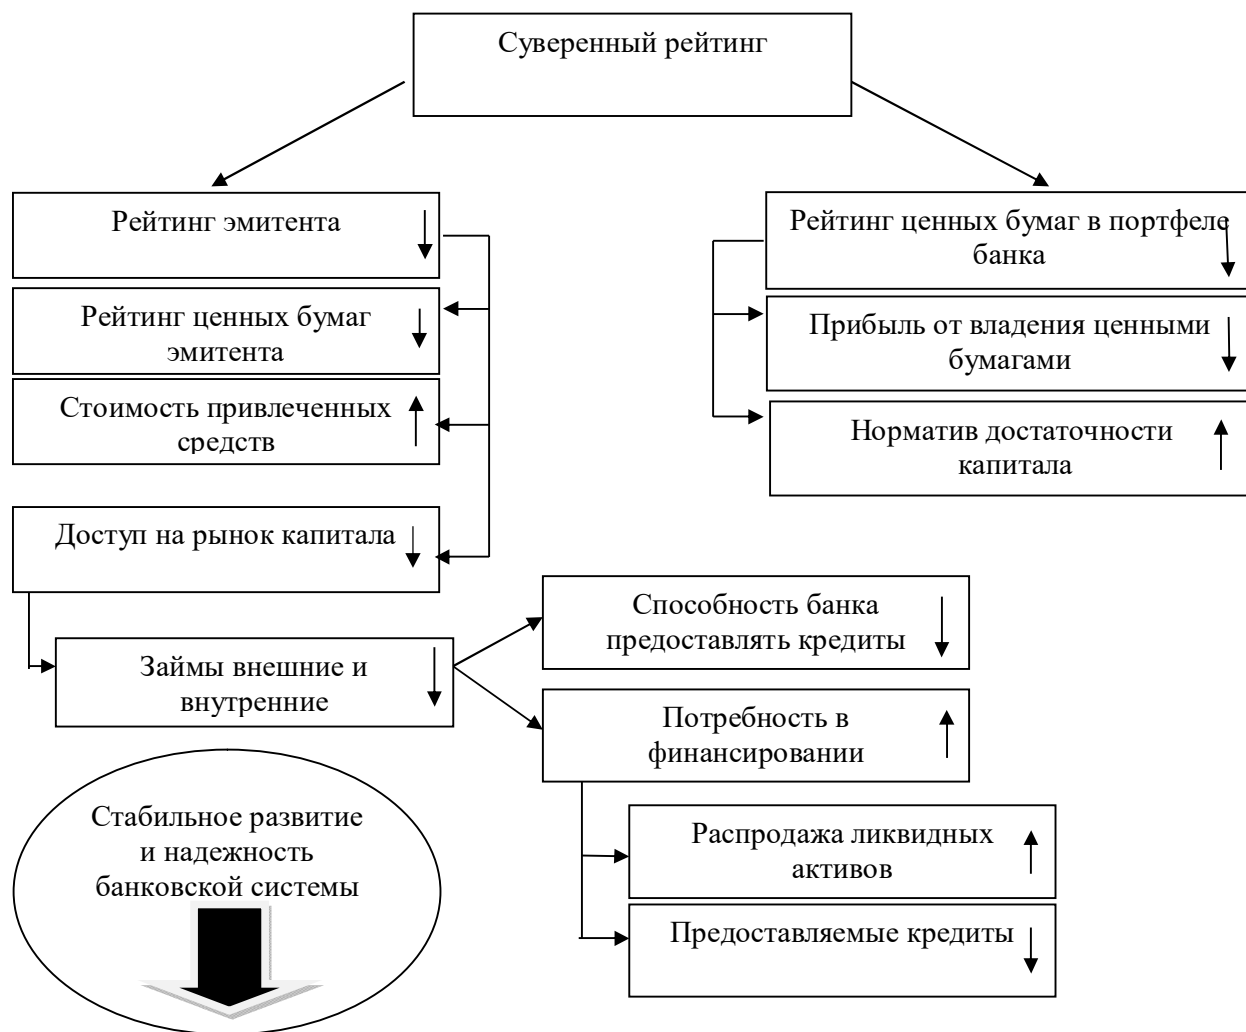 Суверенный рейтинг
Рейтинг эмитента
Рейтинг ценных бумаг
эмитента
Стоимость привлеченных
средств
Доступ на рынок капитала
Займы внешние и
внутренние
Рейтинг ценных бумаг в портфеле
банка
Прибыль от владения ценными
бумагами
Норматив достаточности
капитала
Способность банка
предоставлять кредиты
Потребность в
финансировании
Распродажа ликвидных
активов
Предоставляемые кредиты
Стабильное развитие
и надежность
банковской системы